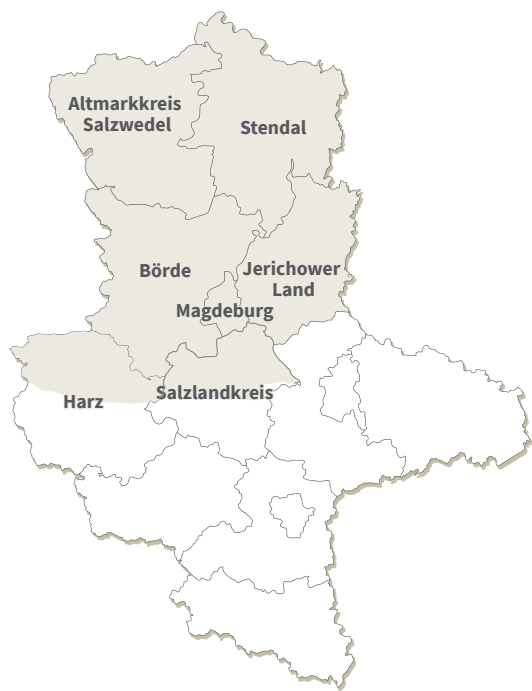 Altmarkkreis
Salzwedel
Stendal
Börde
Jerichower
Land
Magdeburg
Harz
Salzlandkreis